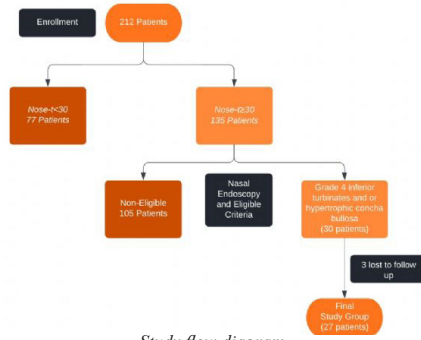 Enrollment
212 Patients
Nose-t<30
77 Patients
Nose-t≥30
135 Patients
Non-Eligible
105 Patients
Nasal
Endoscopy
and Eligible
Criteria
Grade 4 Inferior
turbinates and or
hypertrophic concha
bullosa
(30 patients)
3 lost to follow
up
Final
Study Group
(27 patients)
Study flow diagram